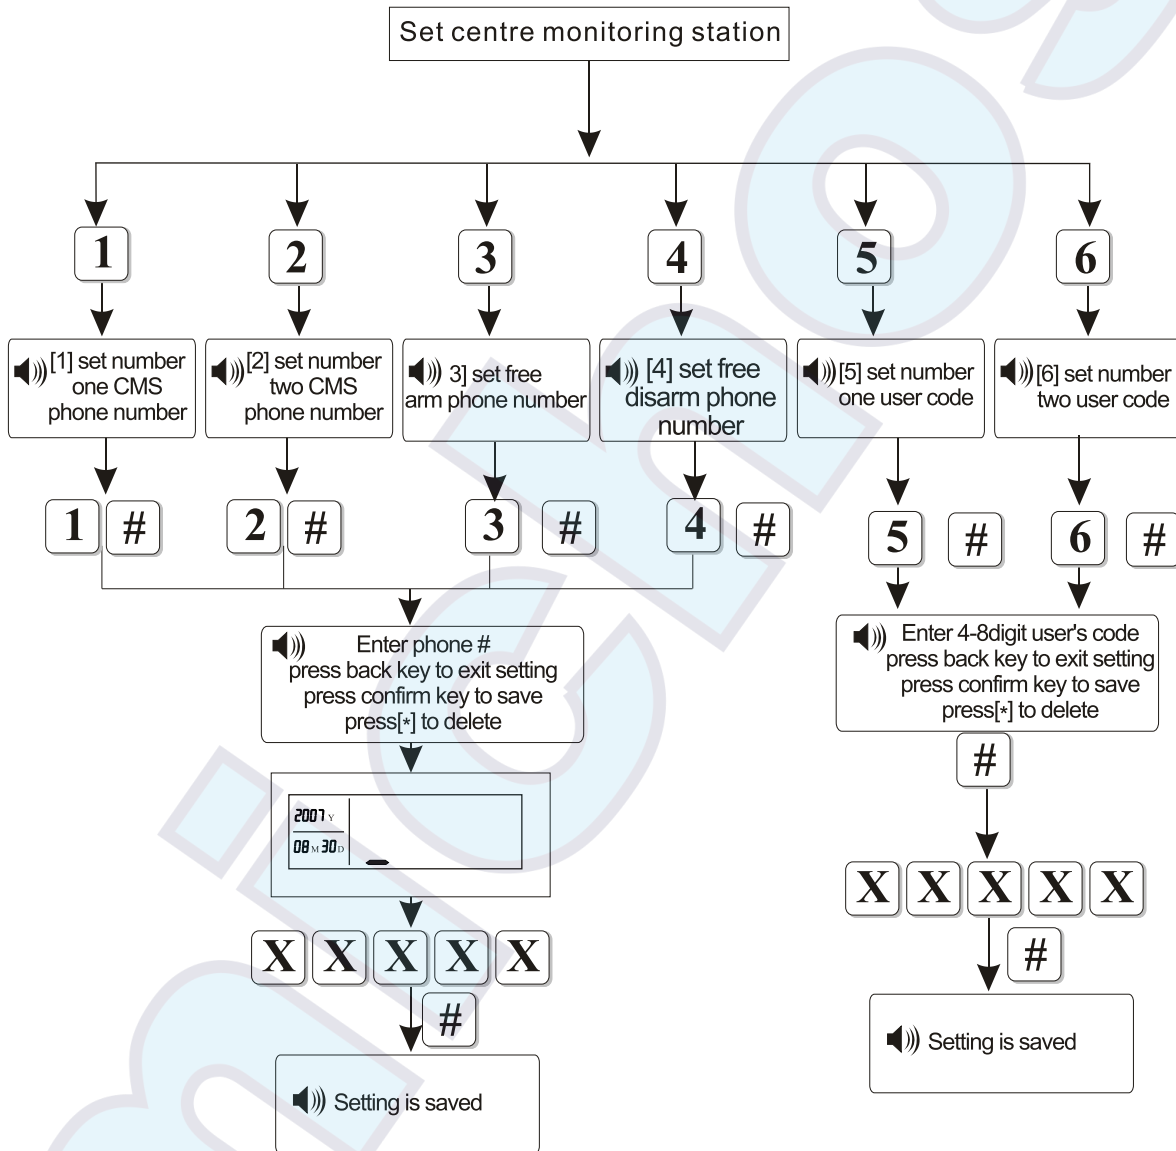 Set centre monitoring station
1 2 3 4 5 6
[1] set number
one CMS
phone number
[2] set number
two CMS
phone number
3] set free
arm phone number
[4] set free
disarm phone
number
[5] set number
one user code
[6] set number
two user code
1 # 2 # 3 # 4 # 5 # 6 #
Enter phone #
press back key to exit setting
press confirm key to save
press[*] to delete
2007 Y
08 M 30 D
X X X X X
#
Setting is saved
Enter 4-8digit user's code
press back key to exit setting
press confirm key to save
press[*] to delete
#
X X X X X
#
Setting is saved